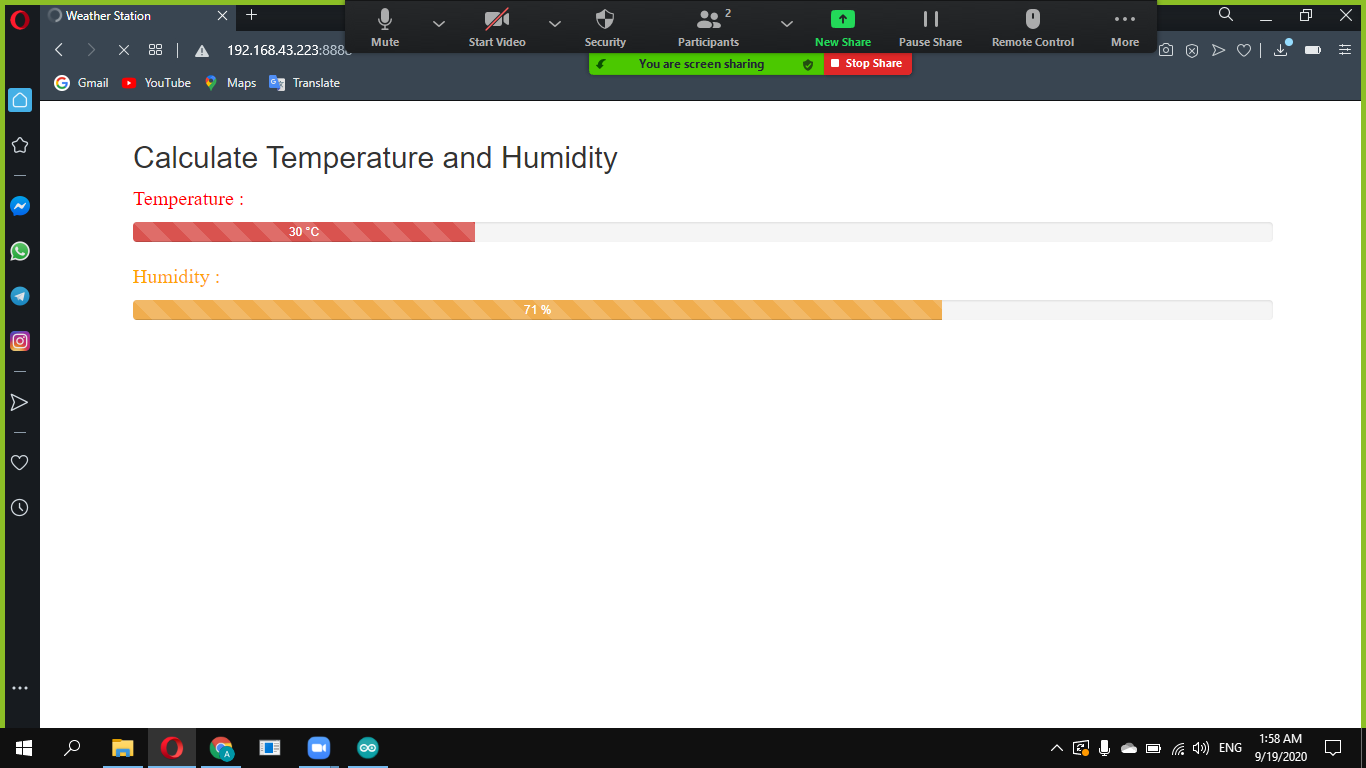 Weather Station
Mute
Start Video
Security
2
Participants
New Share
Pause Share
Remote Control
More
192.168.43.223:888
You are screen sharing
Stop Share
Gmail
YouTube
Maps
Translate
Calculate Temperature and Humidity
Temperature :
30 °C
Humidity :
71 %
A
ENG
1:58 AM
9/19/2020